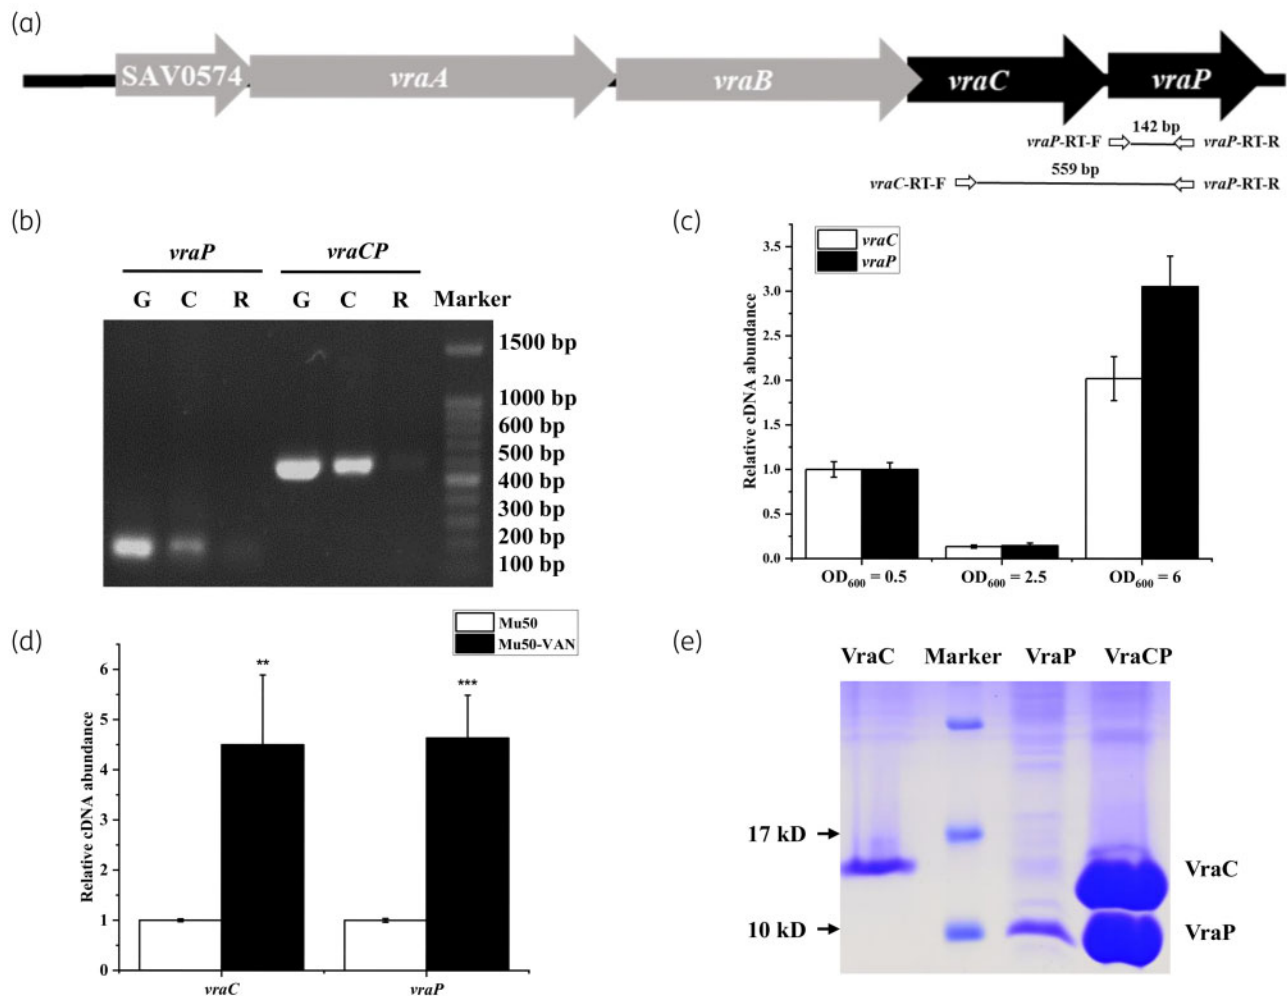 (a)
SAV0574 vraA vraB vraC vraP
vraP-RT-F 142 bp vraP-RT-R
vraC-RT-F 559 bp vraP-RT-R
(b)
vraP vraCP
G C R G C R Marker
1500 bp
1000 bp
600 bp
500 bp
400 bp
300 bp
200 bp
100 bp
(c)
vraC
vraP
Relative cDNA abundance
3.5
3.0
2.5
2.0
1.5
1.0
0.5
0.0
OD600 = 0.5 OD600 = 2.5 OD600 = 6
(d)
Mu50
Mu50-VAN
Relative cDNA abundance
6
5
4
3
2
1
0
** ***
vraC vraP
(e)
VraC Marker VraP VraCP
17 kD
10 kD
VraC
VraP